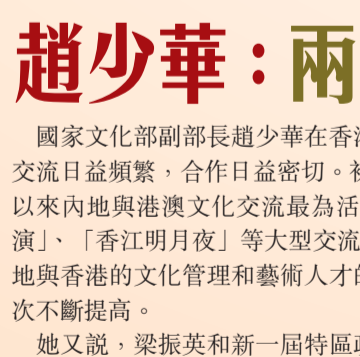 趙少華：兩
國家文化部副部長趙少華在香港
交流日益頻繁，合作日益密切。
以來內地與港澳文化交流最為活
演」、「香江明月夜」等大型交流
地與香港的文化管理和藝術人才的
次不斷提高。
她又説，梁振英和新一屆特區政